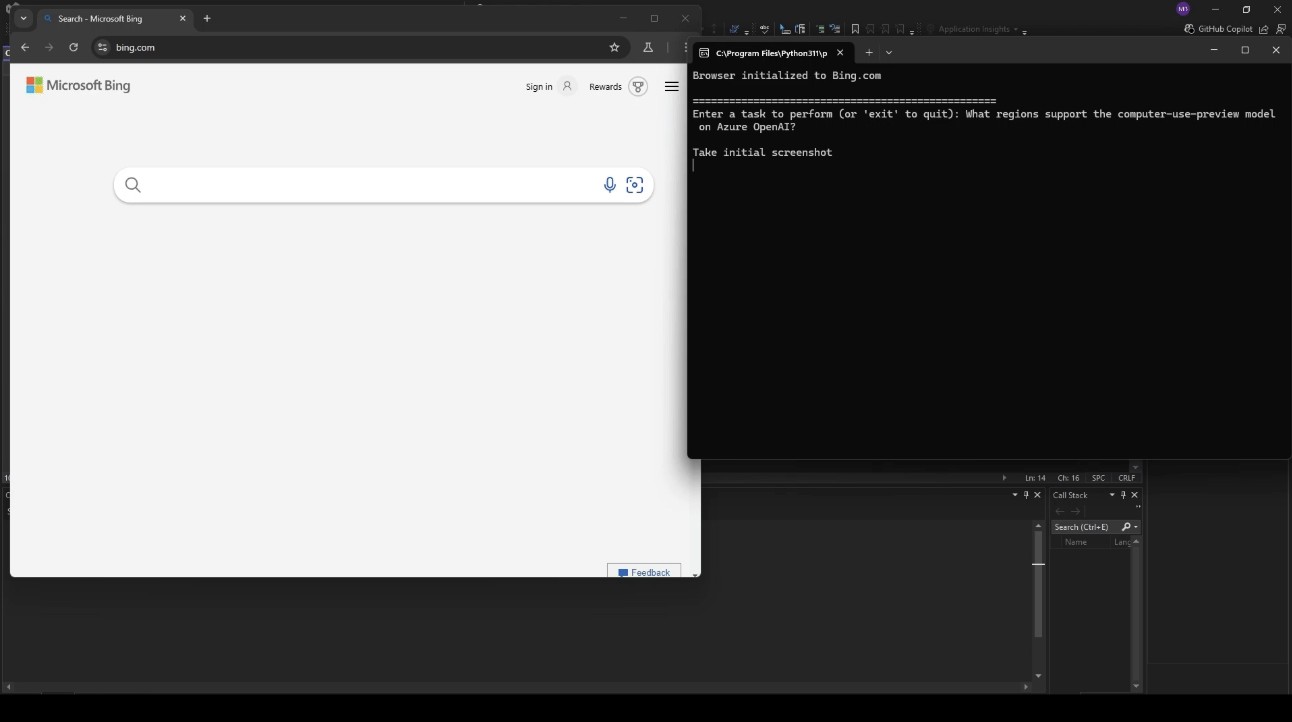 Search - Microsoft Bing
bing.com
Microsoft Bing
Sign in
Rewards
Feedback
Application Insights
GitHub Copilot
C:\Program Files\Python311\p
Browser initialized to Bing.com
==================================================
Enter a task to perform (or 'exit' to quit): What regions support the computer-use-preview model
on Azure OpenAI?
Take initial screenshot
Ln: 14 Ch: 16 SPC CRLF
Call Stack
Search (Ctrl+E)
Name Lang